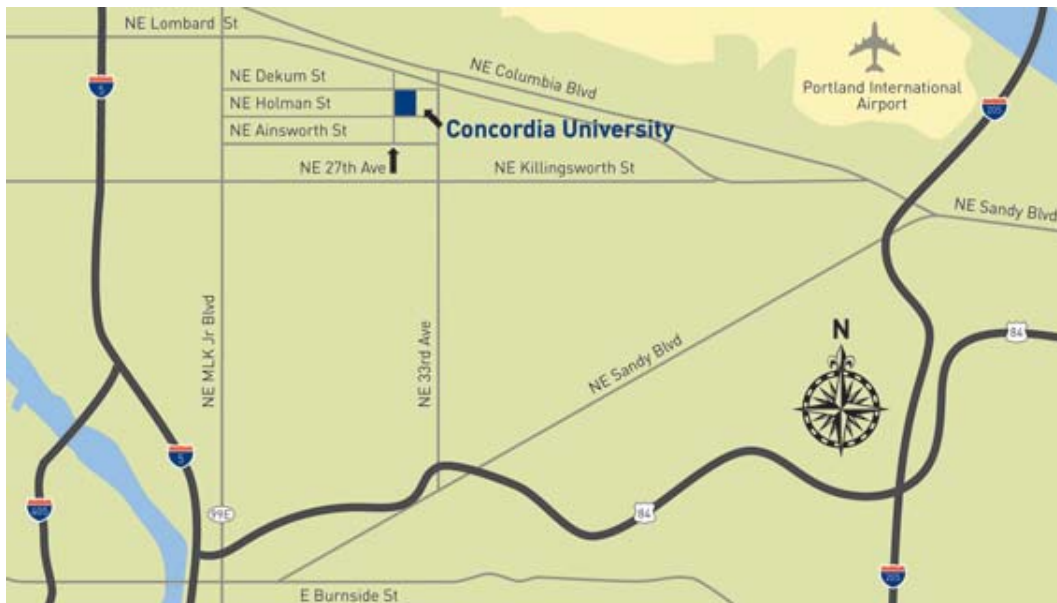 NE Lombard St
5
NE Dekum St
NE Columbia Blvd
Portland International
Airport
NE Holman St
205
NE Ainsworth St
Concordia University
NE 27th Ave
NE Killingsworth St
NE Sandy Blvd
NE MLK Jr Blvd
NE 33rd Ave
NE Sandy Blvd
N
84
5
405
99E
84
205
E Burnside St